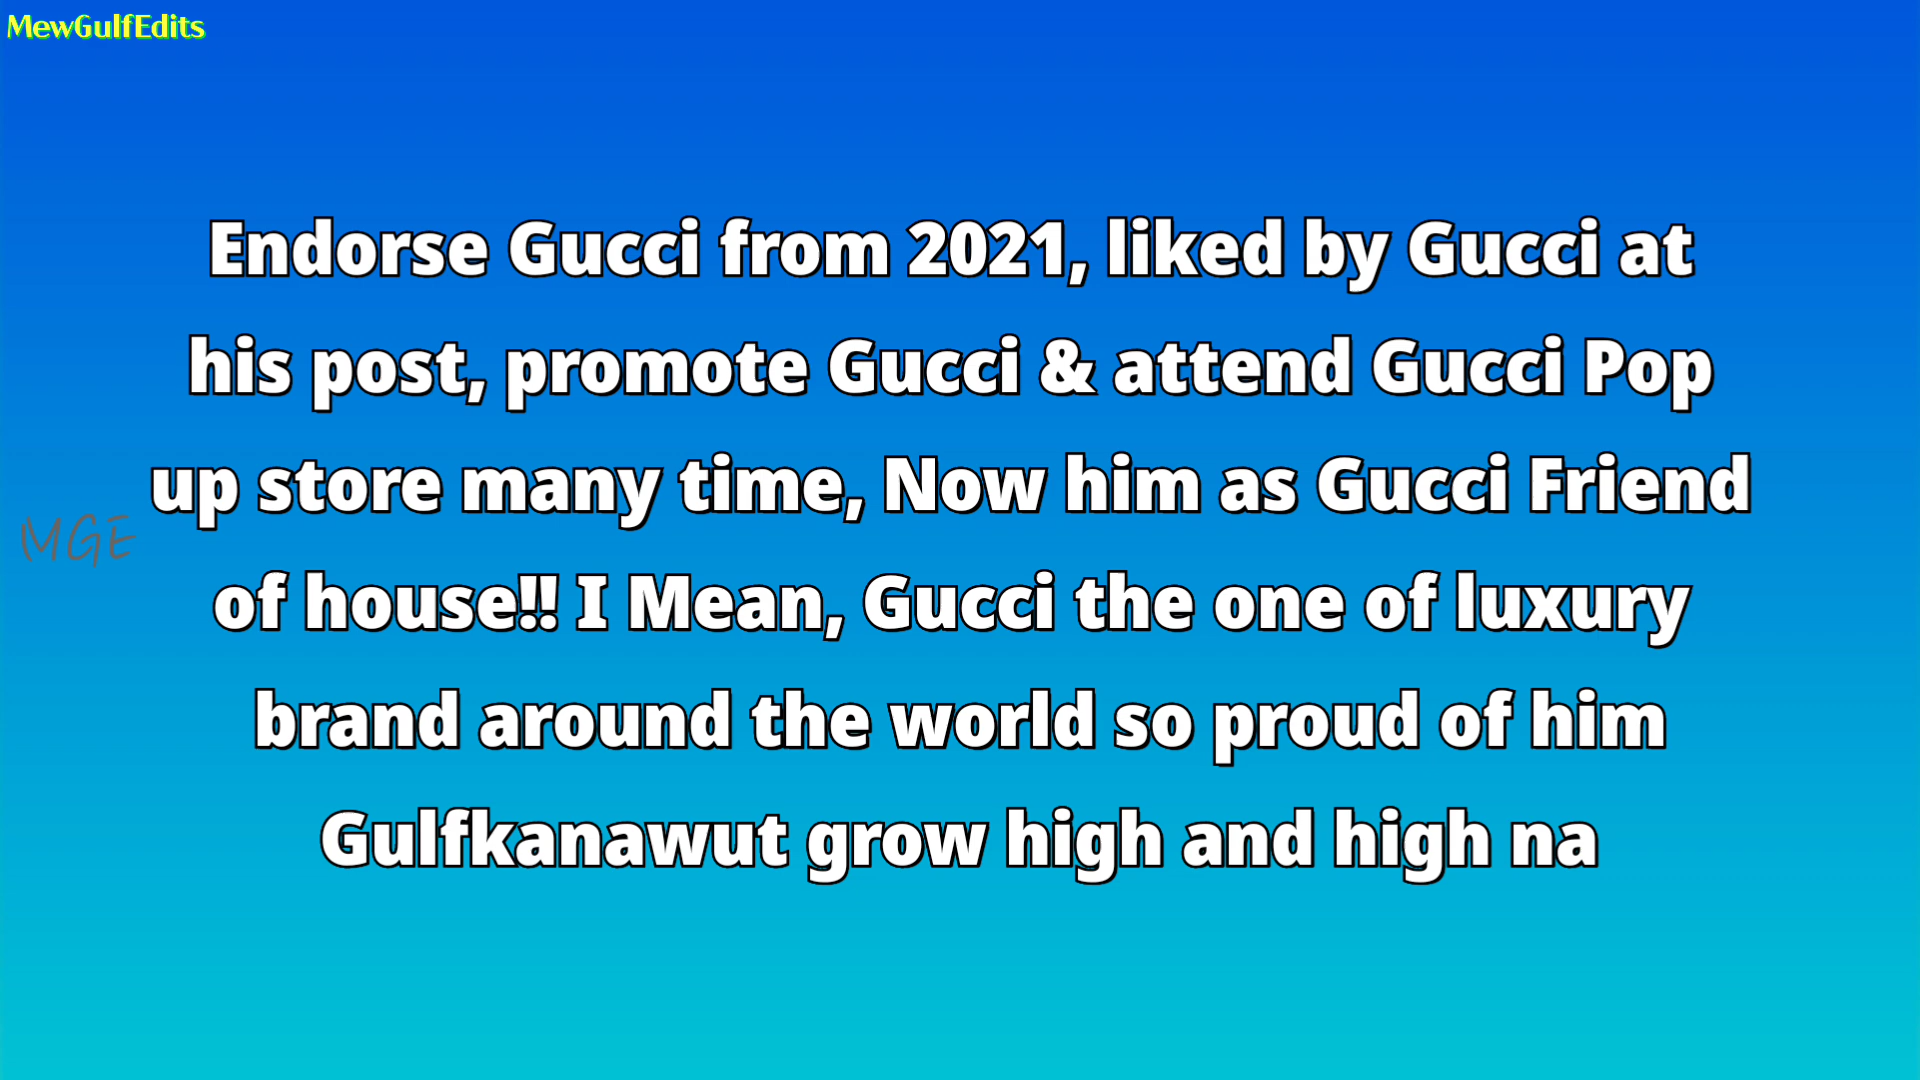 MewGulfEdits
Endorse Gucci from 2021, liked by Gucci at
his post, promote Gucci & attend Gucci Pop
up store many time, Now him as Gucci Friend
MGE
of house!! I Mean, Gucci the one of luxury
brand around the world so proud of him
Gulfkanawut grow high and high na